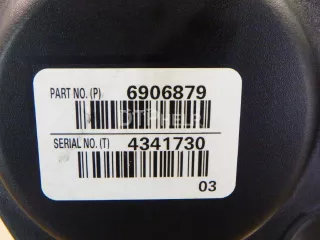 PART NO. (P) 6906879
SERIAL NO. (T) 4341730
03